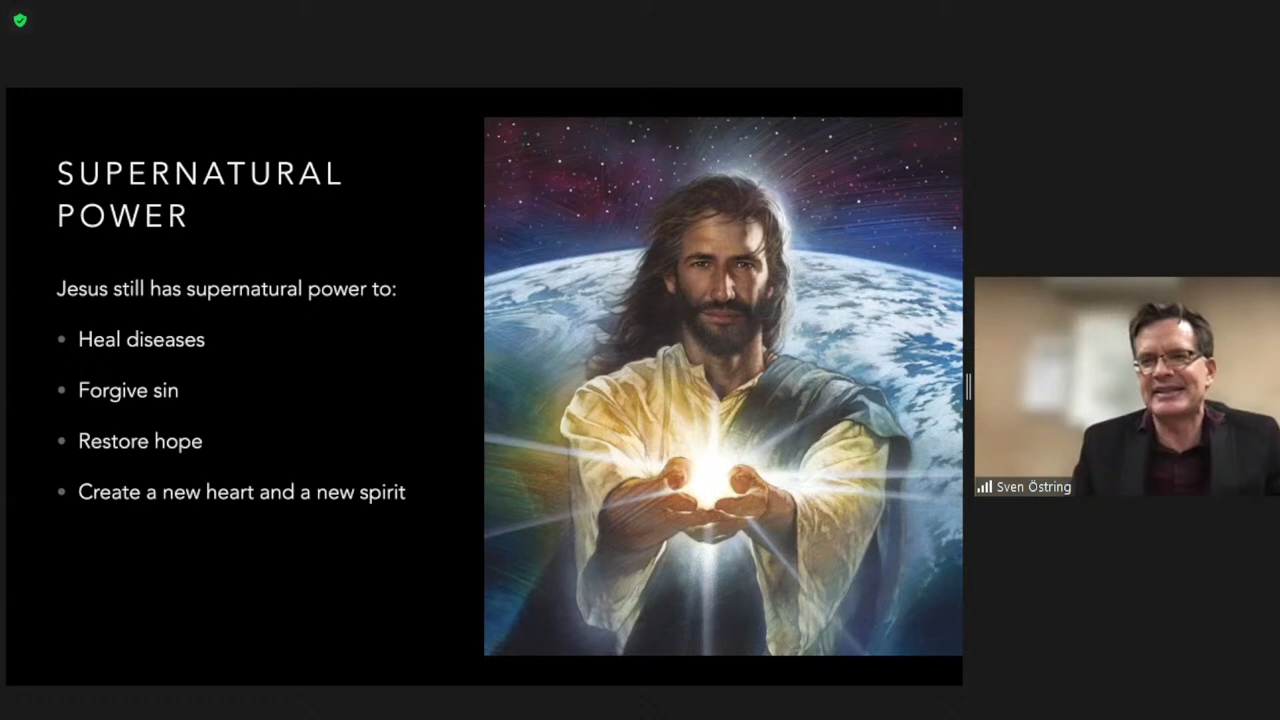 SUPERNATURAL
POWER
Jesus still has supernatural power to:
• Heal diseases
• Forgive sin
• Restore hope
• Create a new heart and a new spirit
Sven Östring